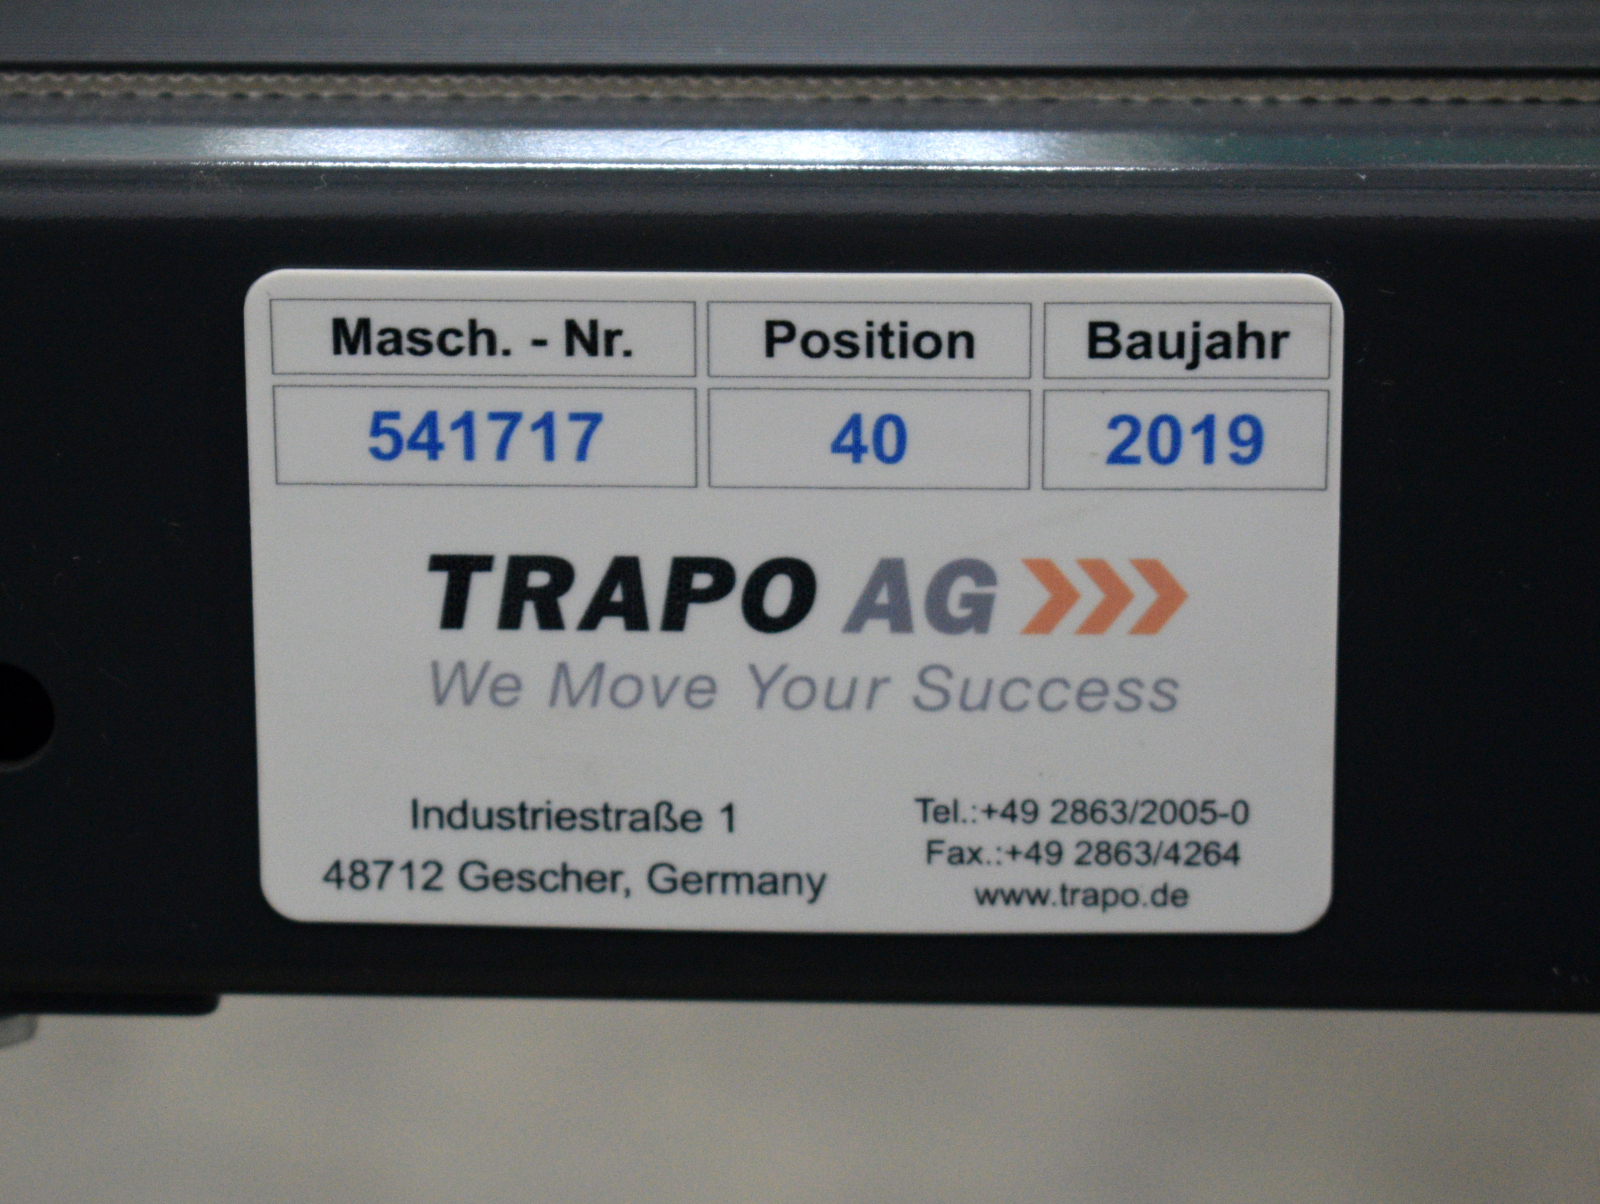 Masch. - Nr. Position Baujahr
541717 40 2019
TRAPO AG
We Move Your Success
Industriestraße 1
48712 Gescher, Germany
Tel.:+49 2863/2005-0
Fax.:+49 2863/4264
www.trapo.de